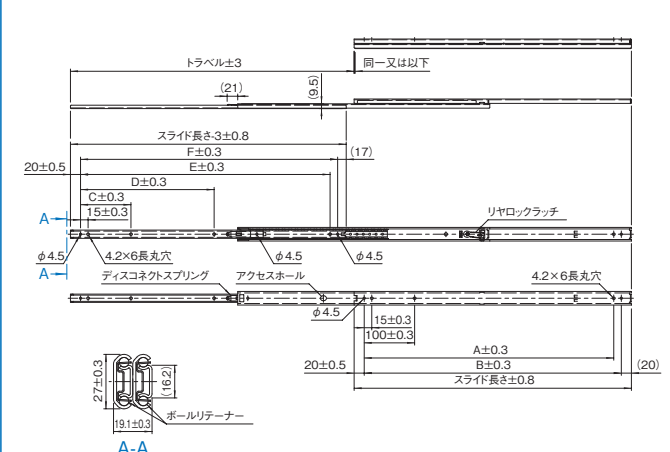 トラベル±3
同一又は以下
(21)
(9.5)
スライド長さ-3±0.8
F±0.3
(17)
20±0.5
E±0.3
D±0.3
C±0.3
15±0.3
リヤロックラッチ
A
A
φ4.5
4.2×6長丸穴
φ4.5
φ4.5
ディスコネクトスプリング
アクセスホール
4.2×6長丸穴
φ4.5
15±0.3
100±0.3
A±0.3
20±0.5
B±0.3
(20)
スライド長さ±0.8
27±0.3
(16.2)
ボールリテーナー
19.1±0.3
A-A